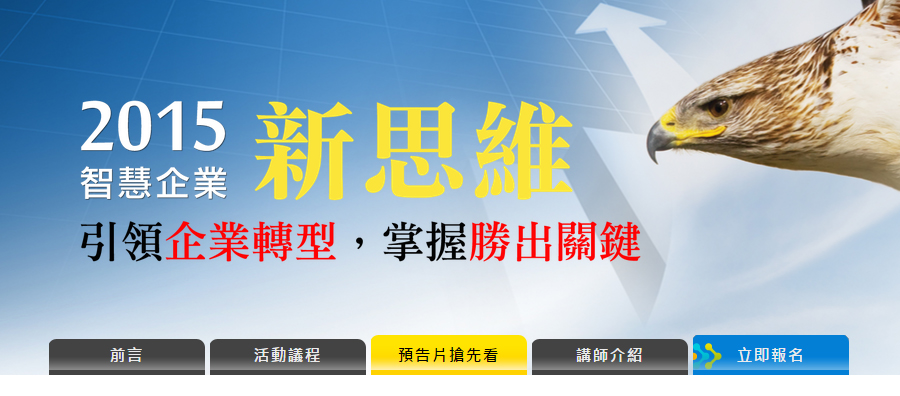 2015
智慧企業
新思維
引領企業轉型，掌握勝出關鍵
前言
活動議程
預告片搶先看
講師介紹
立即報名